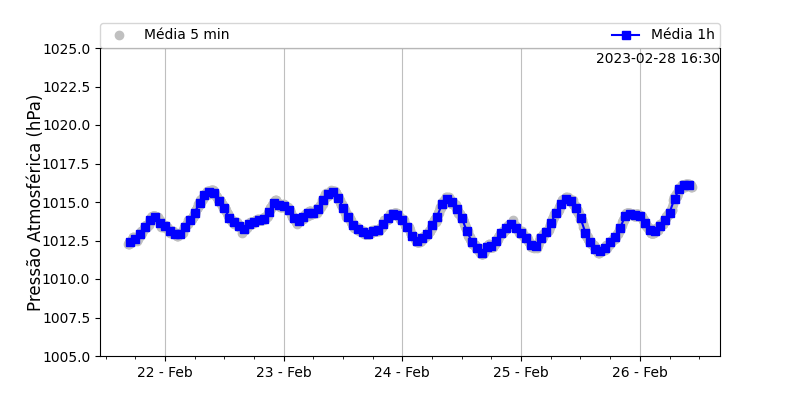 Média 5 min
Média 1h
2023-02-28 16:30
Pressão Atmosférica (hPa)
1025.0
1022.5
1020.0
1017.5
1015.0
1012.5
1010.0
1007.5
1005.0
22 - Feb
23 - Feb
24 - Feb
25 - Feb
26 - Feb